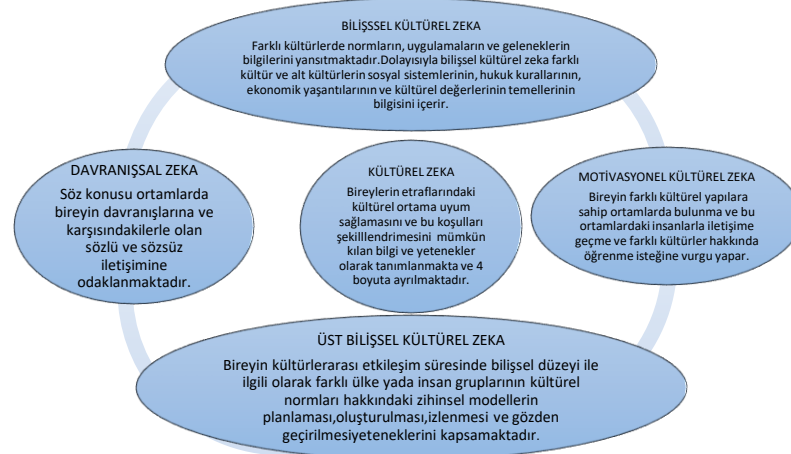 BİLİŞSSEL KÜLTÜREL ZEKA
Farklı kültürlerde normların, uygulamaların ve geleneklerin
bilgilerini yansıtmaktadır.Dolayısıyla bilişsel kültürel zeka farklı
kültür ve alt kültürlerin sosyal sistemlerinin, hukuk kurallarının,
ekonomik yaşantılarının ve kültürel değerlerinin temellerinin
bilgisini içerir.
DAVRANIŞSAL ZEKA
Söz konusu ortamlarda
bireyin davranışlarına ve
karşısındakilerle olan
sözlü ve sözsüz
iletişimine
odaklanmaktadır.
KÜLTÜREL ZEKA
Bireylerin etraflarındaki
kültürel ortama uyum
sağlamasını ve bu koşulları
şekilllendirmesini mümkün
kılan bilgi ve yetenekler
olarak tanımlanmakta ve 4
boyuta ayrılmaktadır.
MOTİVASYONEL KÜLTÜREL ZEKA
Bireyin farklı kültürel yapılara
sahip ortamlarda bulunma ve bu
ortamlardaki insanlarla iletişime
geçme ve farklı kültürler hakkında
öğrenme isteğine vurgu yapar.
ÜST BİLİŞSEL KÜLTÜREL ZEKA
Bireyin kültürlerarası etkileşim süresinde bilişsel düzeyi ile
ilgili olarak farklı ülke yada insan gruplarının kültürel
normları hakkındaki zihinsel modellerin
planlaması,oluşturulması,izlenmesi ve gözden
geçirilmesiyeteneklerini kapsamaktadır.